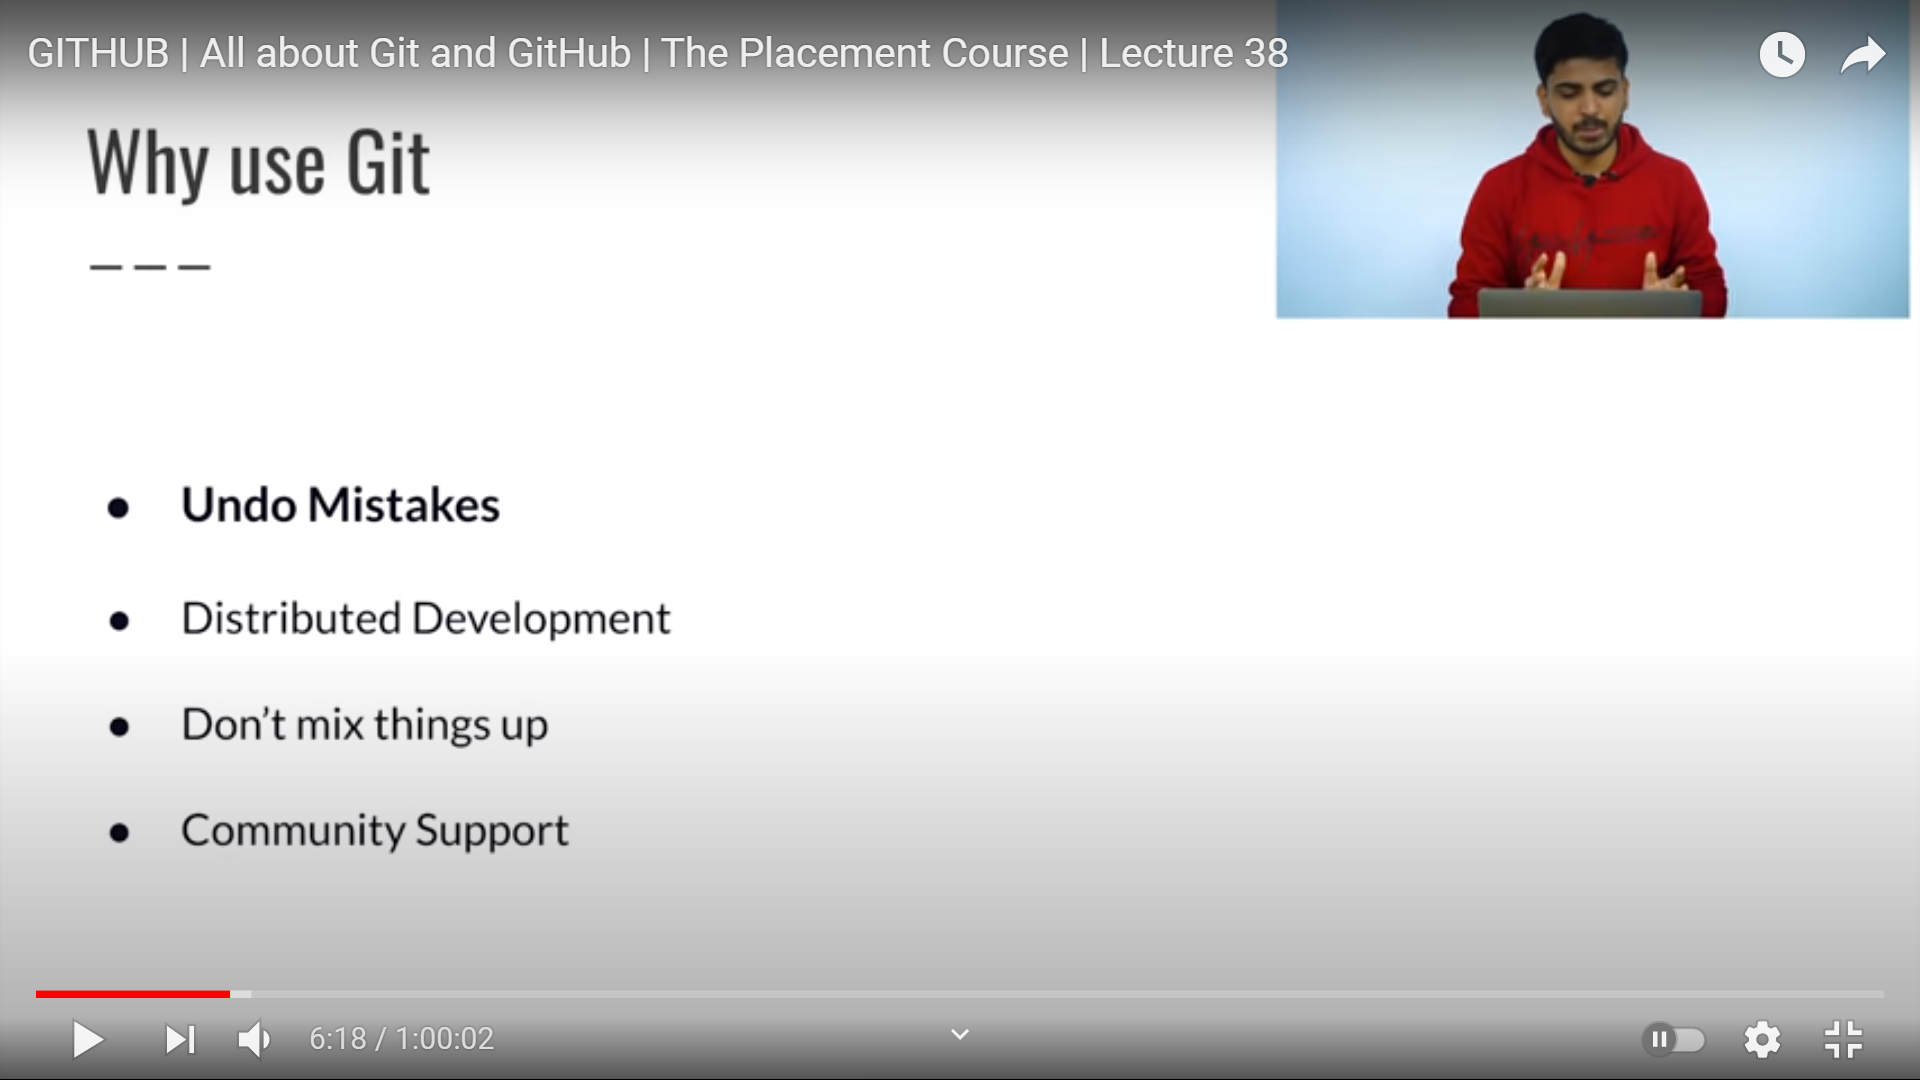 GITHUB | All about Git and GitHub | The Placement Course | Lecture 38
Why use Git
Undo Mistakes
Distributed Development
Don't mix things up
Community Support
6:18 / 1:00:02